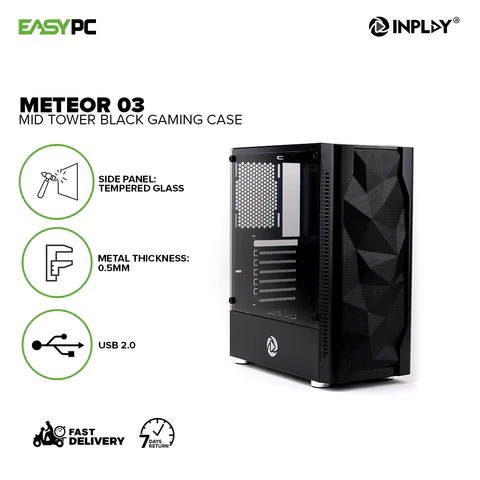 EASYPC
INPLAY®
METEOR 03
MID TOWER BLACK GAMING CASE
SIDE PANEL:
TEMPERED GLASS
METAL THICKNESS:
0.5MM
USB 2.0
FAST
DELIVERY
7 DAYS
RETURN